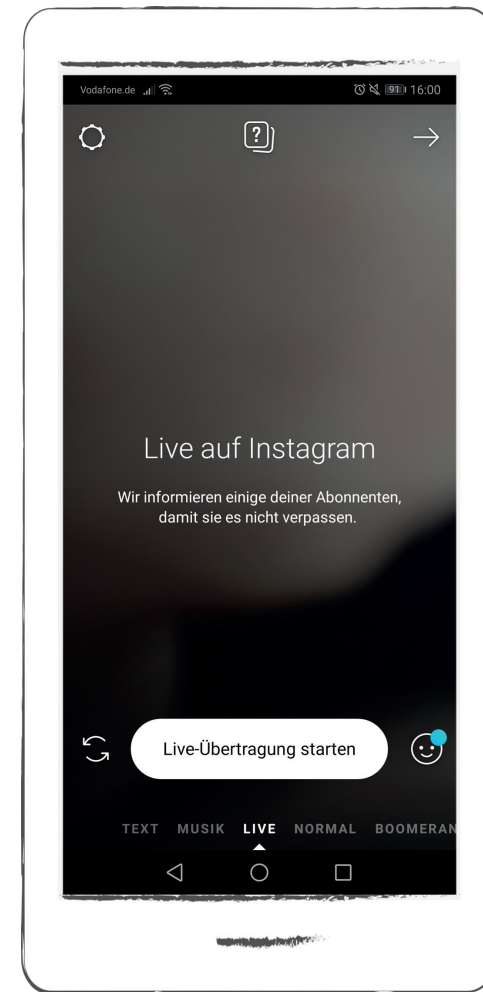 Vodafone.de 91 16:00
?
Live auf Instagram
Wir informieren einige deiner Abonnenten,
damit sie es nicht verpassen.
Live-Übertragung starten
TEXT MUSIK LIVE NORMAL BOOMERAN